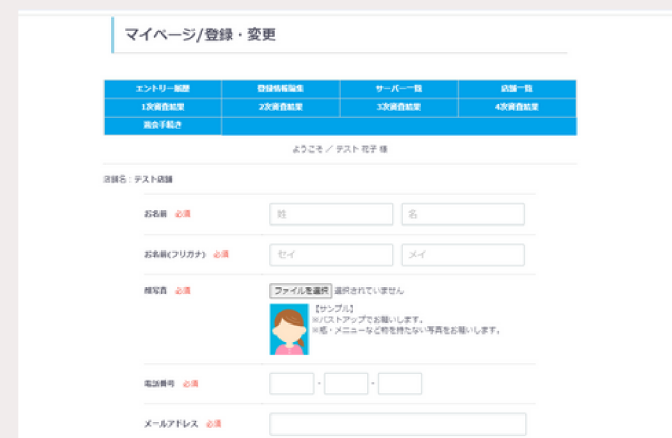 マイページ/登録・変更
エントリー履歴 登録情報編集 サーバー一覧 店舗一覧
1次審査結果 2次審査結果 3次審査結果 4次審査結果
退会手続き
ようこそ / テスト 花子 様
店舗名：テスト店舗
お名前 必須 姓 名
お名前(フリガナ) 必須 セイ メイ
顔写真 必須 ファイルを選択 選択されていません
【サンプル】
※バストアップでお願いします。
※瓶・メニューなど物を持たない写真をお願いします。
電話番号 必須 - -
メールアドレス 必須